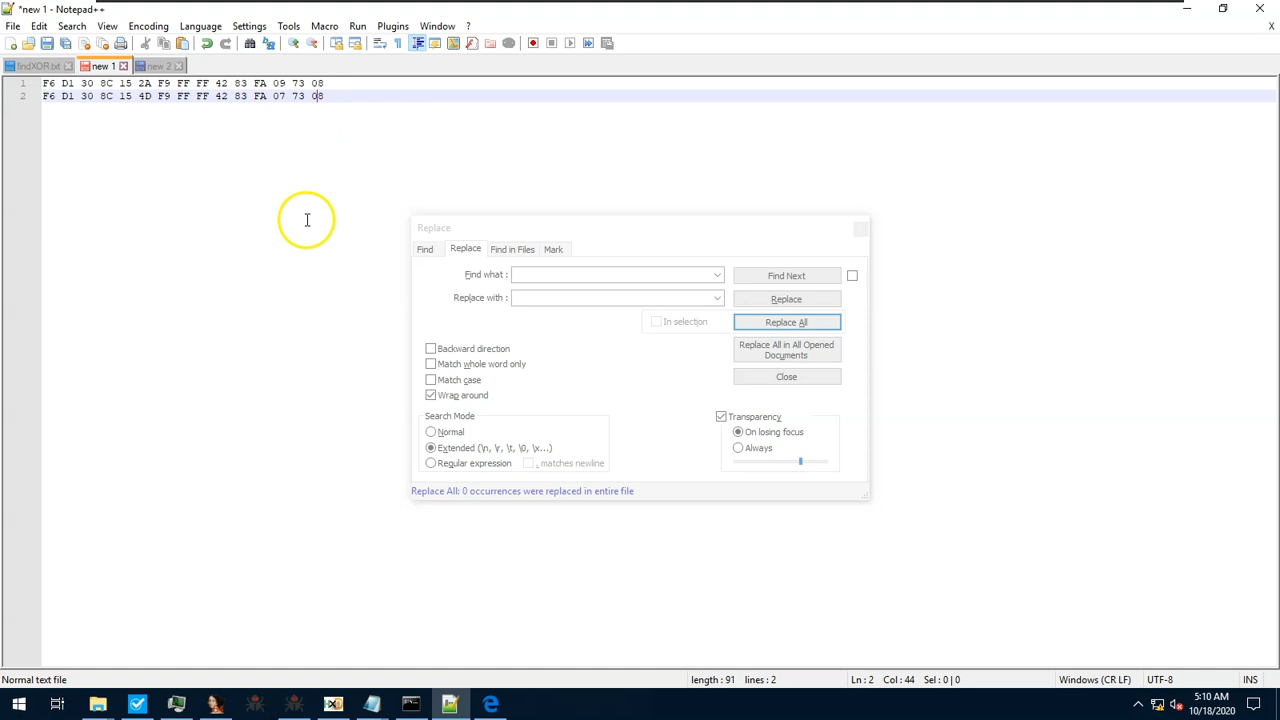 *new 1 - Notepad++
File Edit Search View Encoding Language Settings Tools Macro Run Plugins Window ?
X
findXOR.txt new 1 new 2
1 F6 D1 30 8C 15 2A F9 FF FF 42 83 FA 09 73 08
2 F6 D1 30 8C 15 4D F9 FF FF 42 83 FA 07 73 08
Replace
Find Replace Find in Files Mark
Find what : Find Next
Replace with : Replace
In selection Replace All
Replace All in All Opened
Documents
Backward direction
Match whole word only
Match case Close
Wrap around
Search Mode Transparency
Normal On losing focus
Extended (\n, \r, \t, \0, \x...) Always
Regular expression . matches newline
Replace All: 0 occurrences were replaced in entire file
Normal text file length : 91 lines : 2 Ln : 2 Col : 44 Sel : 0 | 0 Windows (CR LF) UTF-8 INS
5:10 AM
10/18/2020